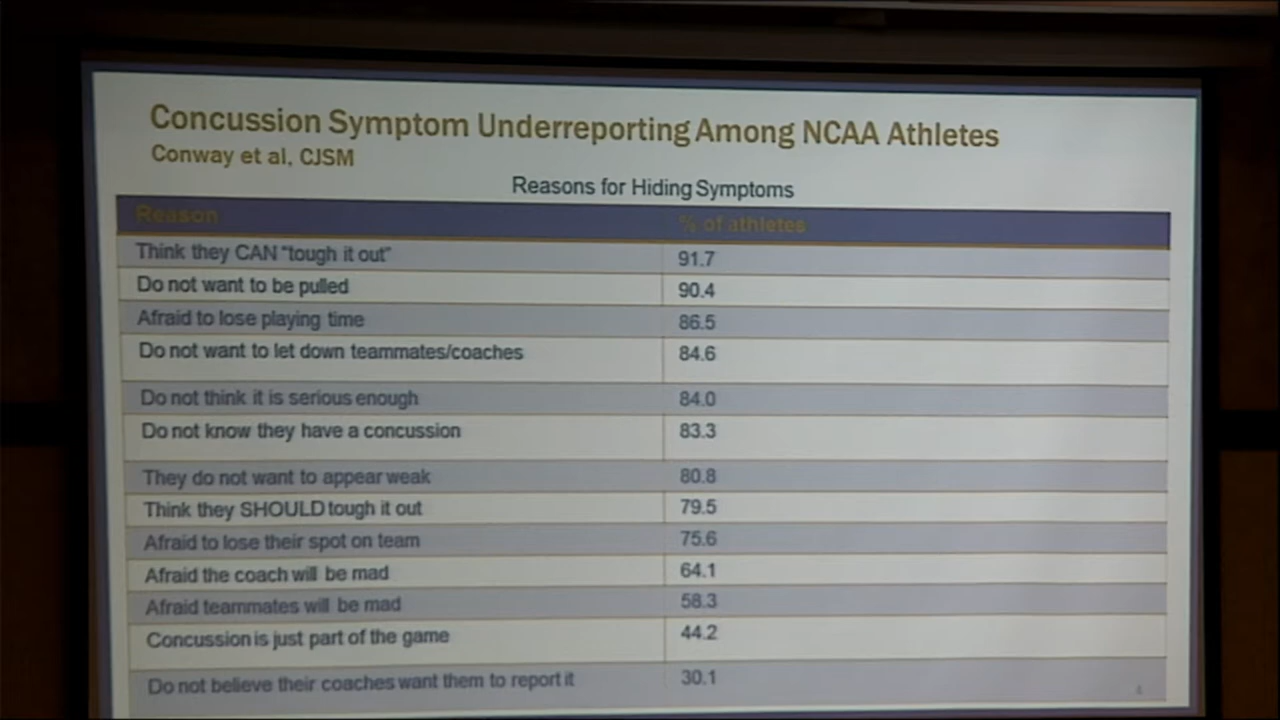 Concussion Symptom Underreporting Among NCAA Athletes
Conway et al, CJSM
Reasons for Hiding Symptoms
Reason % of athletes
Think they CAN "tough it out" 91.7
Do not want to be pulled 90.4
Afraid to lose playing time 86.5
Do not want to let down teammates/coaches 84.6
Do not think it is serious enough 84.0
Do not know they have a concussion 83.3
They do not want to appear weak 80.8
Think they SHOULD tough it out 79.5
Afraid to lose their spot on team 75.6
Afraid the coach will be mad 64.1
Afraid teammates will be mad 58.3
Concussion is just part of the game 44.2
Do not believe their coaches want them to report it 30.1